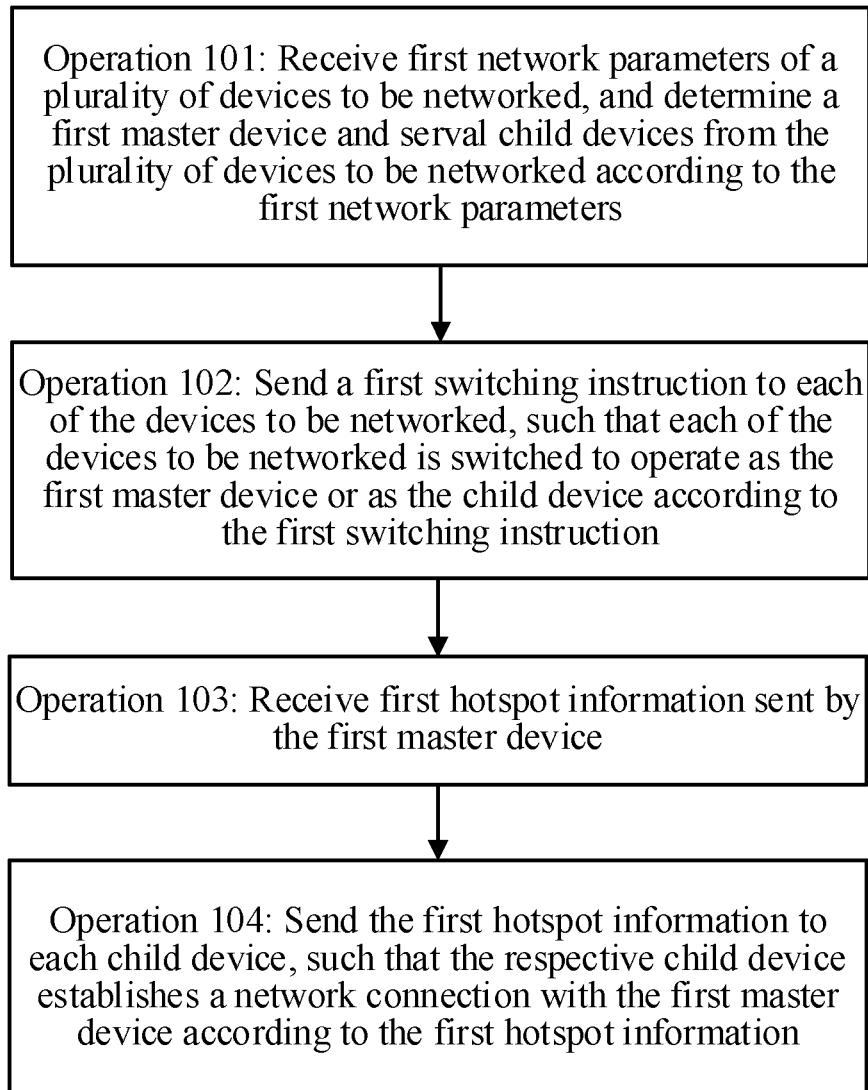 Operation 101: Receive first network parameters of a
plurality of devices to be networked, and determine a
first master device and serval child devices from the
plurality of devices to be networked according to the
first network parameters
Operation 102: Send a first switching instruction to each
of the devices to be networked, such that each of the
devices to be networked is switched to operate as the
first master device or as the child device according to
the first switching instruction
Operation 103: Receive first hotspot information sent by
the first master device
Operation 104: Send the first hotspot information to
each child device, such that the respective child device
establishes a network connection with the first master
device according to the first hotspot information